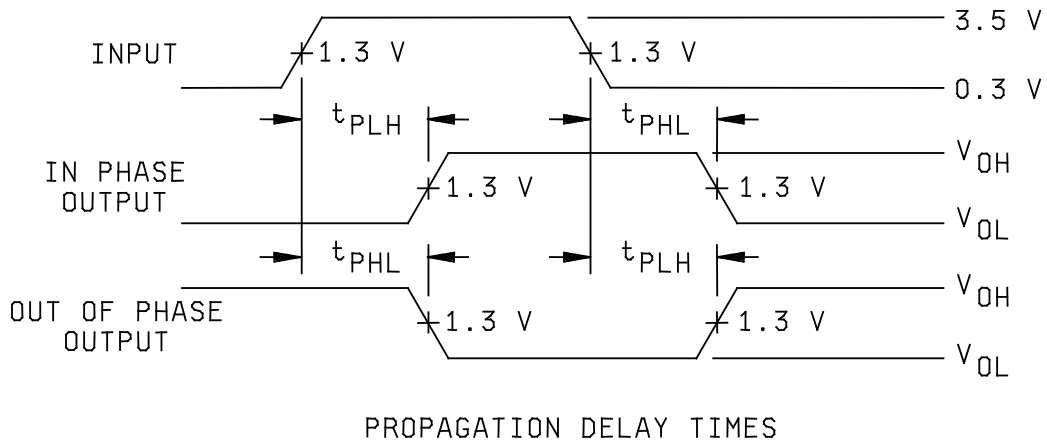 3.5 V
INPUT
1.3 V
1.3 V
0.3 V
tPLH
tPHL
VOH
IN PHASE
OUTPUT
1.3 V
1.3 V
VOL
tPHL
tPLH
VOH
OUT OF PHASE
OUTPUT
1.3 V
1.3 V
VOL
PROPAGATION DELAY TIMES